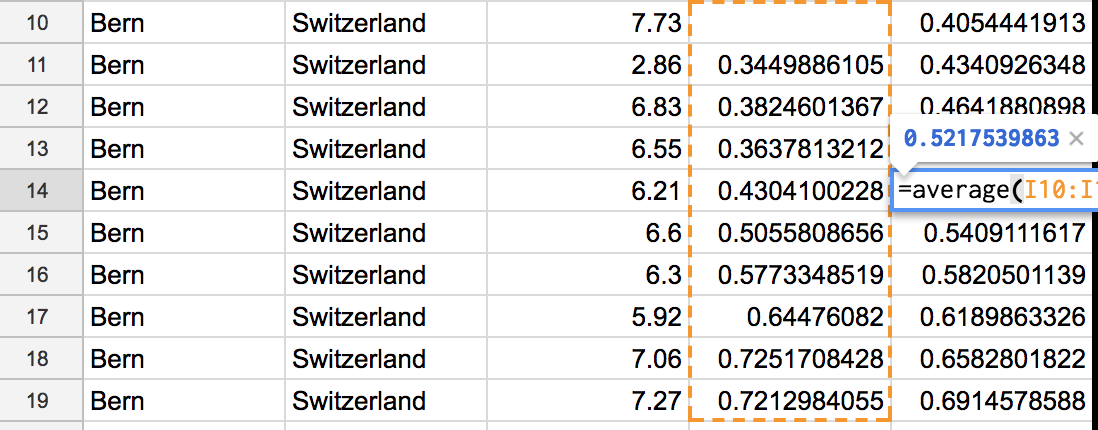 10 Bern Switzerland 7.73 0.4054441913
11 Bern Switzerland 2.86 0.3449886105 0.4340926348
12 Bern Switzerland 6.83 0.3824601367 0.4641880898
13 Bern Switzerland 6.55 0.3637813212 0.5217539863 ×
14 Bern Switzerland 6.21 0.4304100228 =average(I10:I1
15 Bern Switzerland 6.6 0.5055808656 0.5409111617
16 Bern Switzerland 6.3 0.5773348519 0.5820501139
17 Bern Switzerland 5.92 0.64476082 0.6189863326
18 Bern Switzerland 7.06 0.7251708428 0.6582801822
19 Bern Switzerland 7.27 0.7212984055 0.6914578588